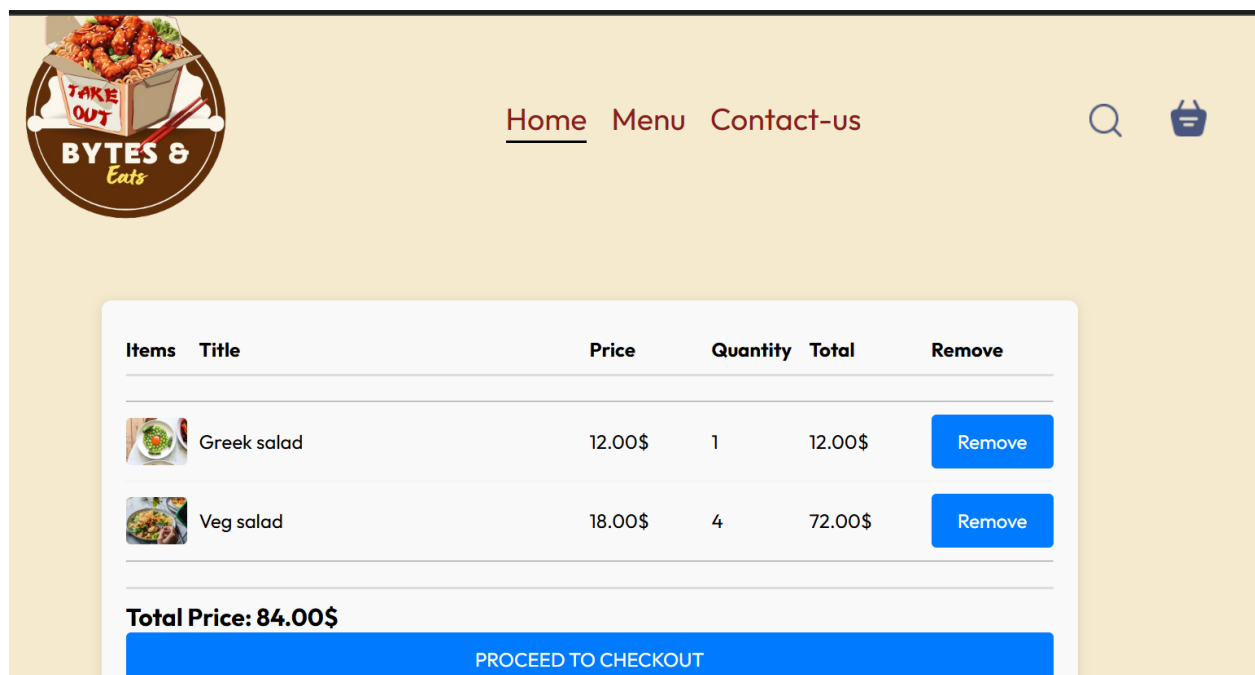 TAKE
OUT
BYTES &
Eats
Home Menu Contact-us
Items Title Price Quantity Total Remove
Greek salad 12.00$ 1 12.00$ Remove
Veg salad 18.00$ 4 72.00$ Remove
Total Price: 84.00$
PROCEED TO CHECKOUT